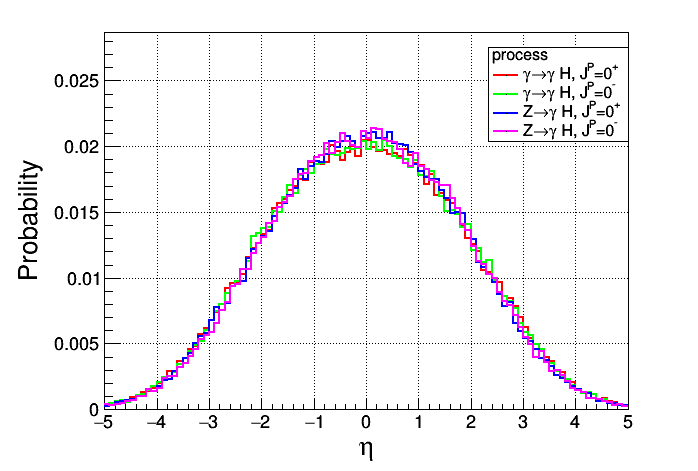 process
γ→γ H, J^P=0^+
γ→γ H, J^P=0^-
Z→γ H, J^P=0^+
Z→γ H, J^P=0^-
Probability
0.025
0.02
0.015
0.01
0.005
0
−5 −4 −3 −2 −1 0 1 2 3 4 5
η